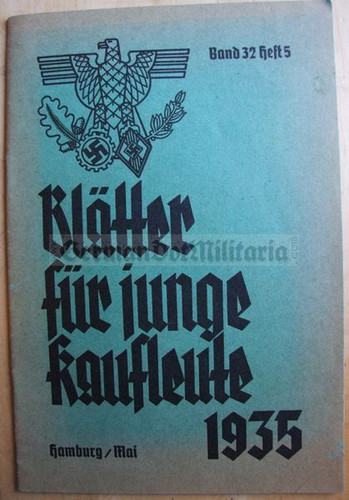 Band 32 Heft 5
Blätter
für junge
Kaufleute
1935
Hamburg/Mai